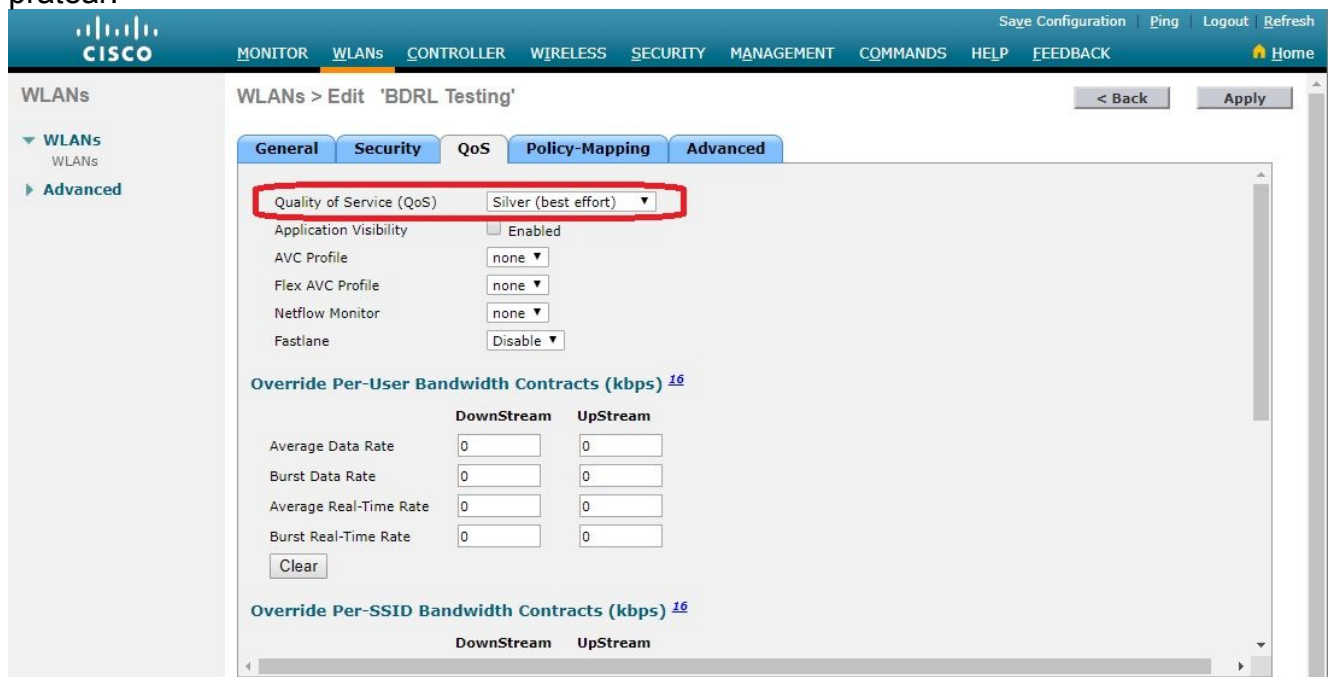 Save Configuration | Ping | Logout | Refresh
CISCO
MONITOR WLANs CONTROLLER WIRELESS SECURITY MANAGEMENT COMMANDS HELP FEEDBACK Home
WLANs
WLANs > Edit 'BDRL Testing'
< Back
Apply
WLANs
WLANs
Advanced
General Security QoS Policy-Mapping Advanced
Quality of Service (QoS) Silver (best effort)
Application Visibility Enabled
AVC Profile none
Flex AVC Profile none
Netflow Monitor none
Fastlane Disable
Override Per-User Bandwidth Contracts (kbps) 16
DownStream UpStream
Average Data Rate 0 0
Burst Data Rate 0 0
Average Real-Time Rate 0 0
Burst Real-Time Rate 0 0
Clear
Override Per-SSID Bandwidth Contracts (kbps) 16
DownStream UpStream